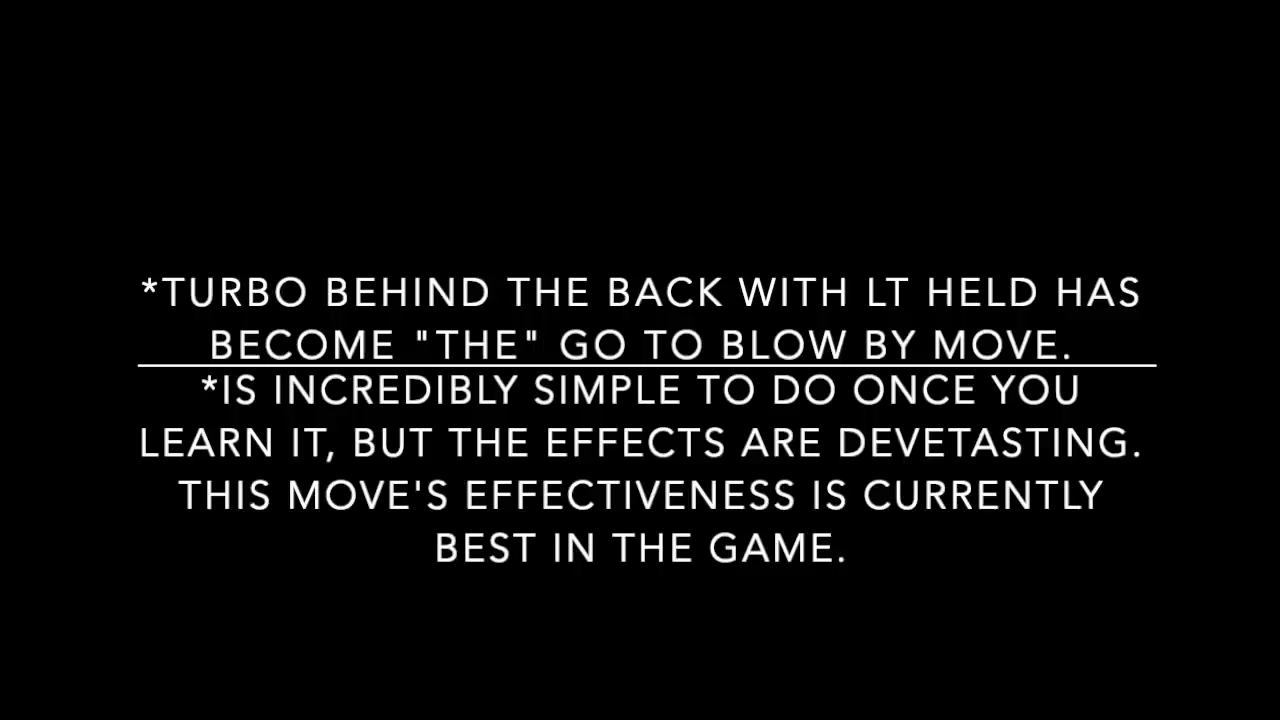 *TURBO BEHIND THE BACK WITH LT HELD HAS
BECOME "THE" GO TO BLOW BY MOVE.
*IS INCREDIBLY SIMPLE TO DO ONCE YOU
LEARN IT, BUT THE EFFECTS ARE DEVETASTING.
THIS MOVE'S EFFECTIVENESS IS CURRENTLY
BEST IN THE GAME.